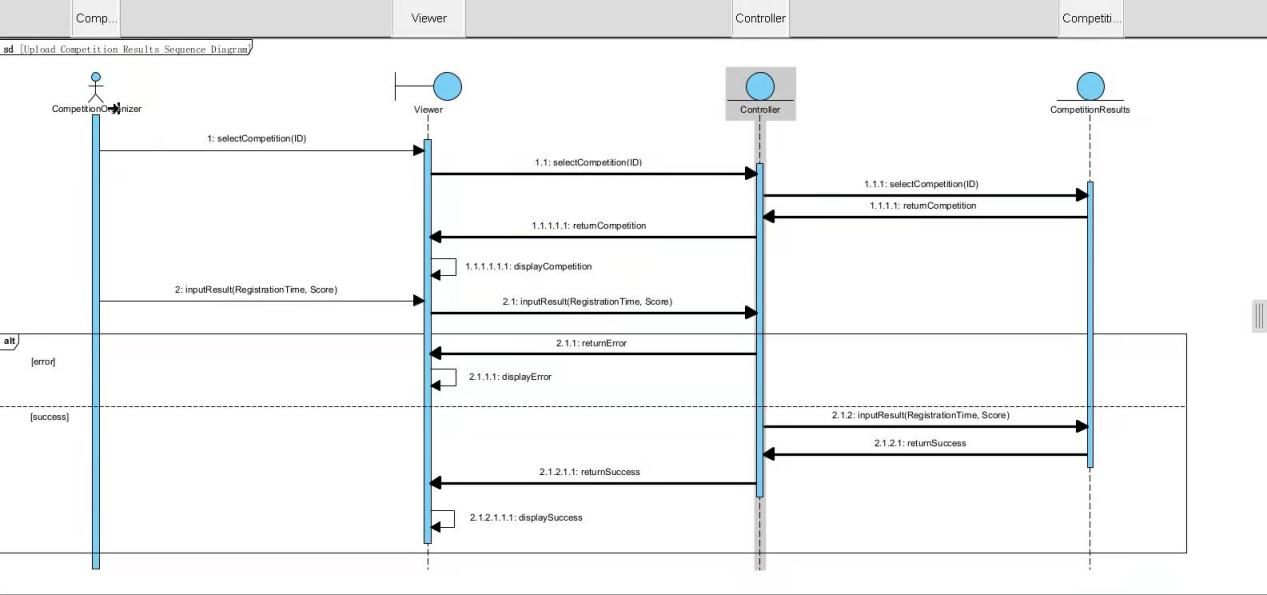 Comp...
Viewer
Controller
Competiti...
sd [Upload Competition Results Sequence Diagram]
CompetitionOrganizer
Viewer
Controller
CompetitionResults
1: selectCompetition(ID)
1.1: selectCompetition(ID)
1.1.1: selectCompetition(ID)
1.1.1.1: returnCompetition
1.1.1.1.1: returnCompetition
1.1.1.1.1.1: displayCompetition
2: inputResult(RegistrationTime, Score)
2.1: inputResult(RegistrationTime, Score)
alt
2.1.1: returnError
[error]
2.1.1.1: displayError
[success]
2.1.2: inputResult(RegistrationTime, Score)
2.1.2.1: returnSuccess
2.1.2.1.1: returnSuccess
2.1.2.1.1.1: displaySuccess